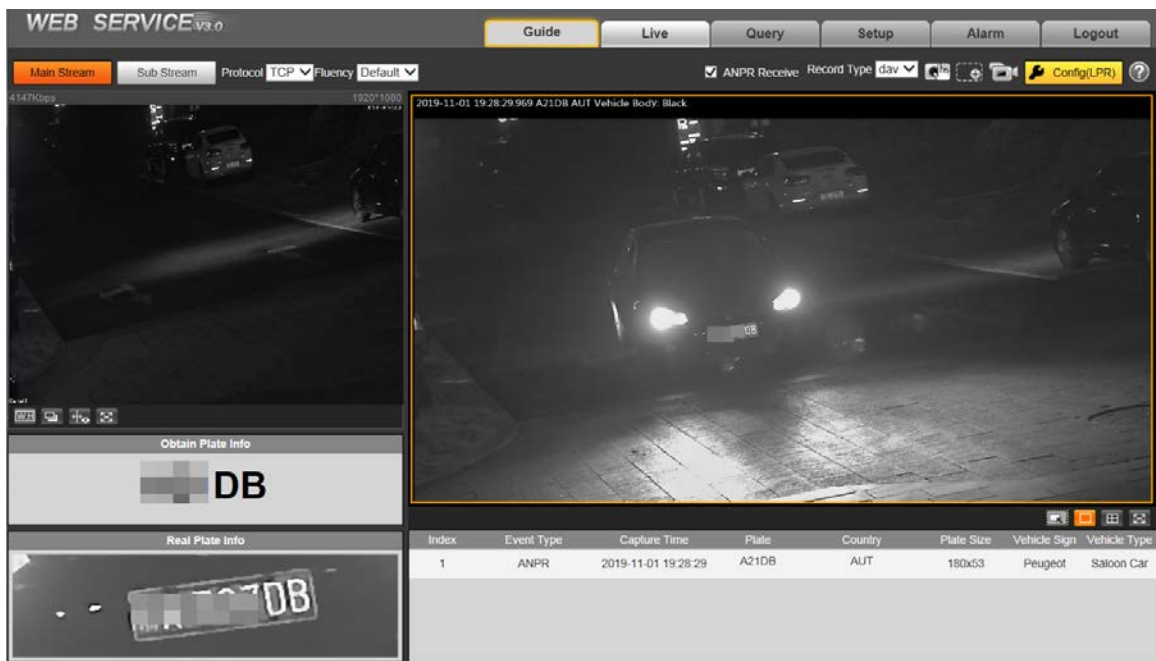 WEB SERVICE V3.0
Guide Live Query Setup Alarm Logout
Main Stream Sub Stream Protocol TCP Fluency Default ANPR Receive Record Type dav Config(LPR) ?
4147Kbps 1920*1080
2019-11-01 19:28:29.969 A21DB AUT Vehicle Body: Black
DB
W:H
Obtain Plate Info
DB
Real Plate Info
DB
Index Event Type Capture Time Plate Country Plate Size Vehicle Sign Vehicle Type
1 ANPR 2019-11-01 19:28:29 A21DB AUT 180x53 Peugeot Saloon Car